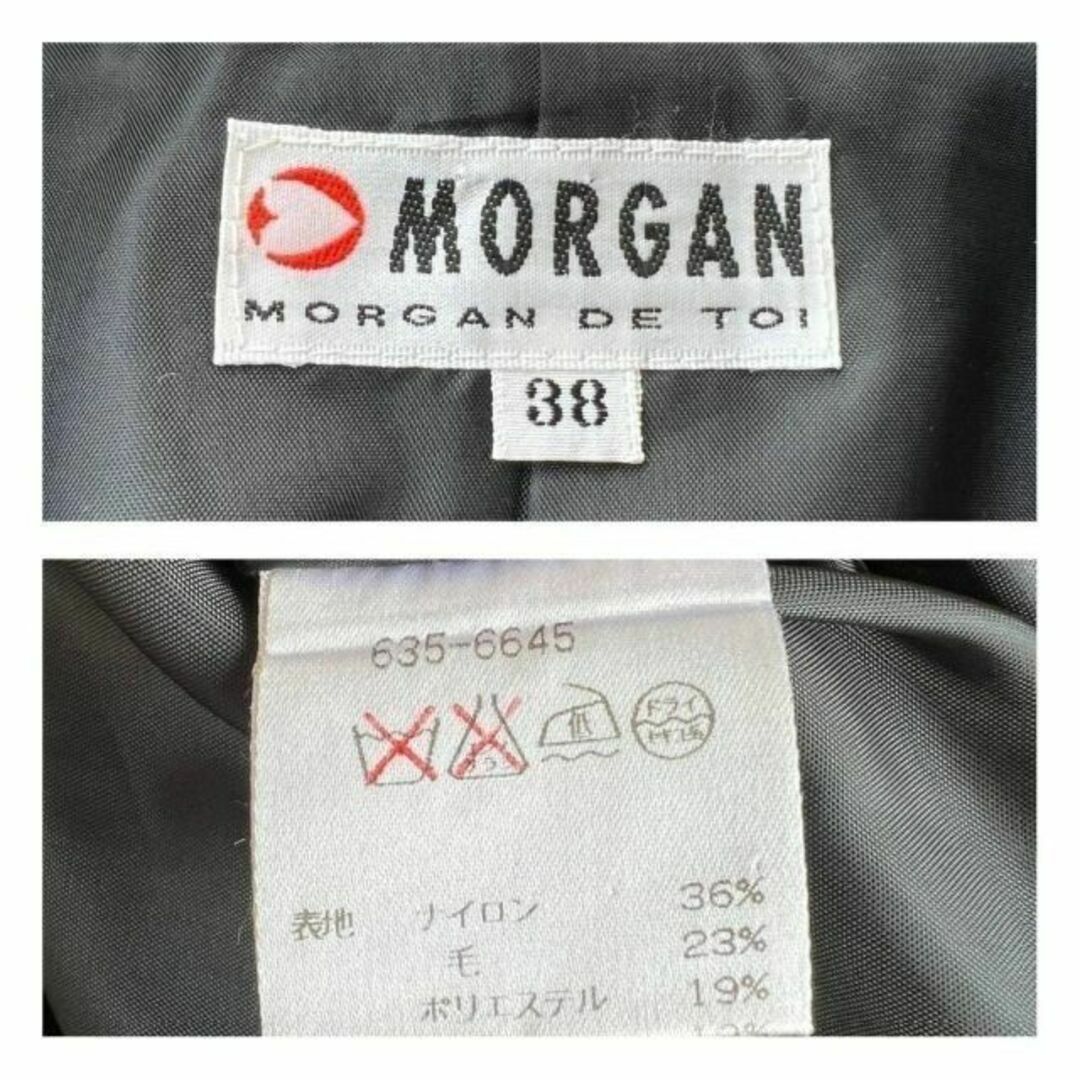 MORGAN
MORGAN DE TOI
38
635-6645
低 ドライ
表地 ナイロン 36%
毛 23%
ポリエステル 19%